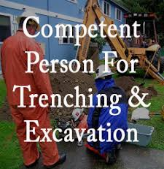 Competent
Person For
Trenching &
Excavation